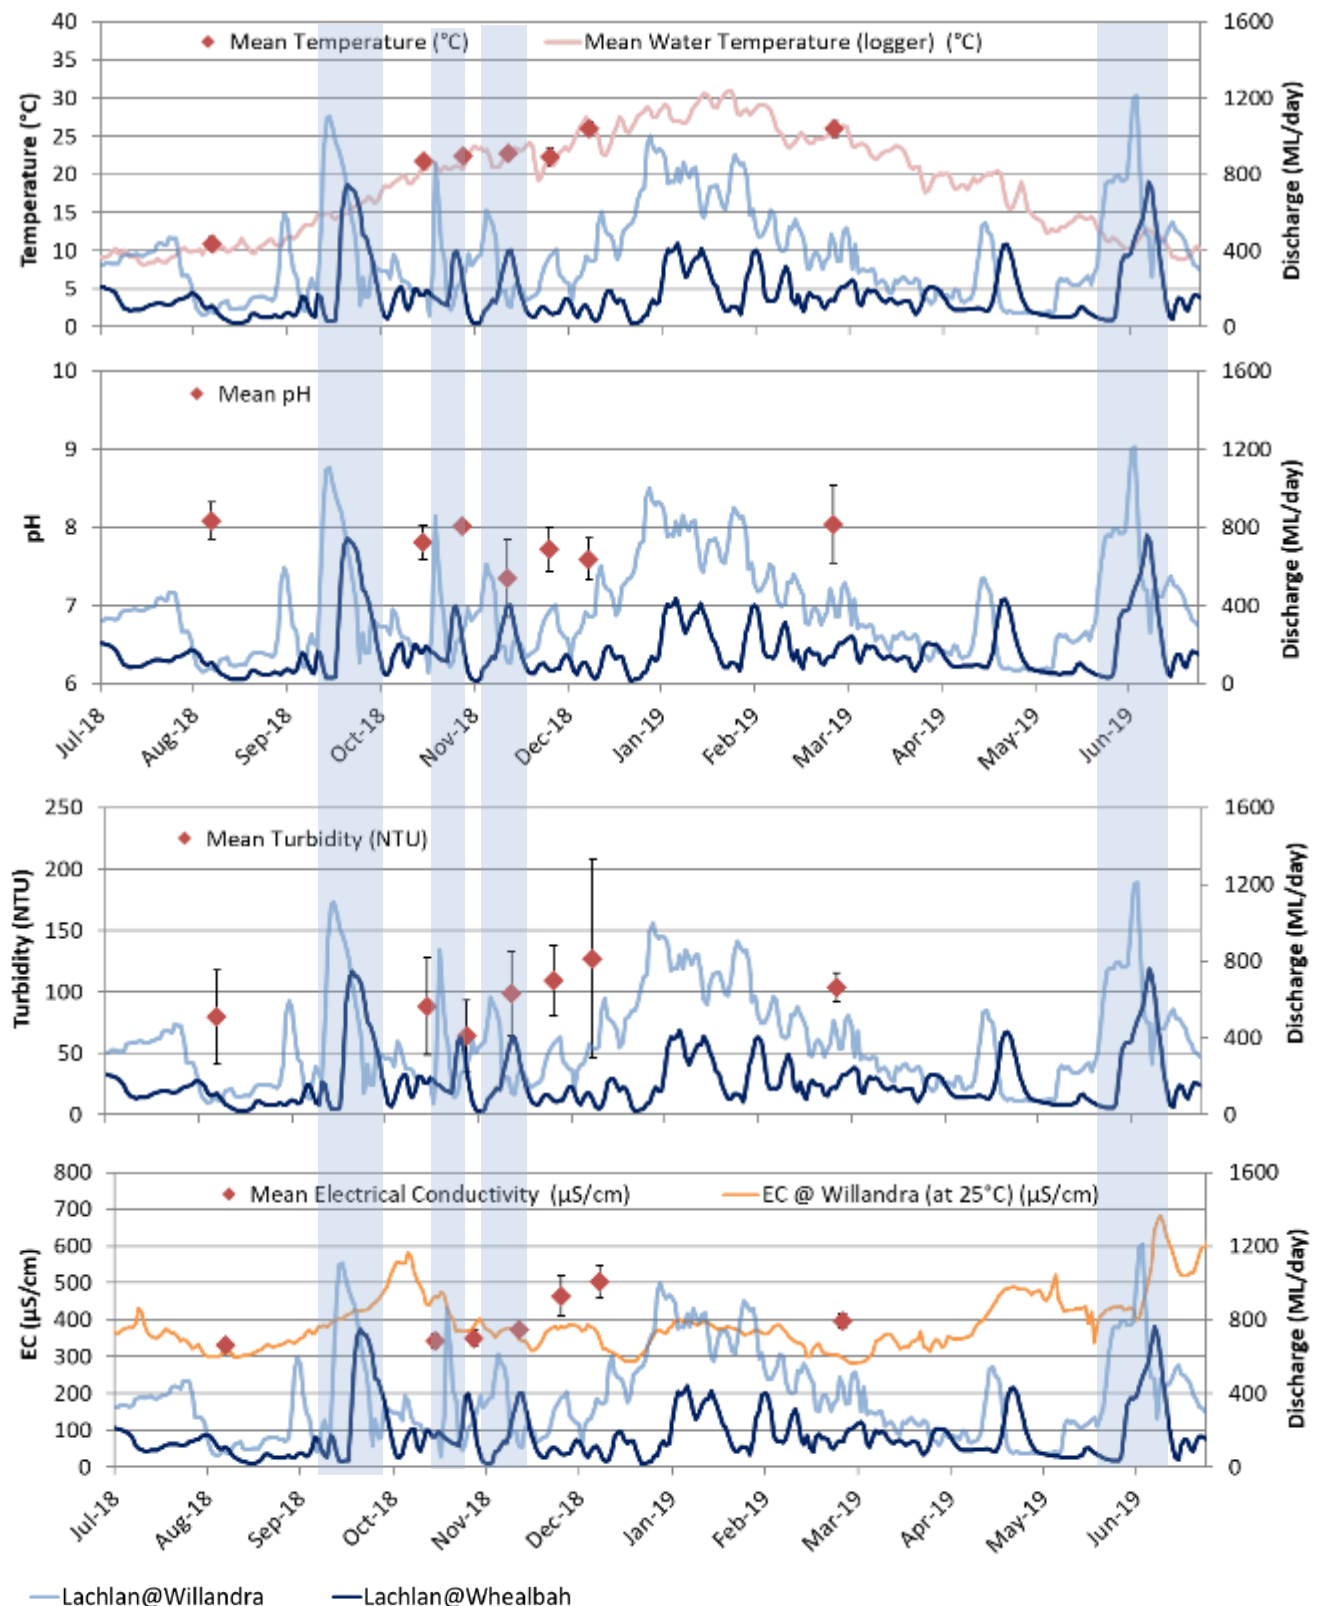 Mean Temperature (°C)
Mean Water Temperature (logger) (°C)
Temperature (°C)
40
35
30
25
20
15
10
5
0
1600
1200
800
400
0
Discharge (ML/day)
Mean pH
pH
10
9
8
7
6
1600
1200
800
400
0
Discharge (ML/day)
Jul-18
Aug-18
Sep-18
Oct-18
Nov-18
Dec-18
Jan-19
Feb-19
Mar-19
Apr-19
May-19
Jun-19
Mean Turbidity (NTU)
Turbidity (NTU)
250
200
150
100
50
0
1600
1200
800
400
0
Discharge (ML/day)
Mean Electrical Conductivity (µS/cm)
EC @ Willandra (at 25°C) (µS/cm)
EC (µS/cm)
800
700
600
500
400
300
200
100
0
1600
1200
800
400
0
Discharge (ML/day)
Jul-18
Aug-18
Sep-18
Oct-18
Nov-18
Dec-18
Jan-19
Feb-19
Mar-19
Apr-19
May-19
Jun-19
Lachlan@Willandra
Lachlan@Whealbah